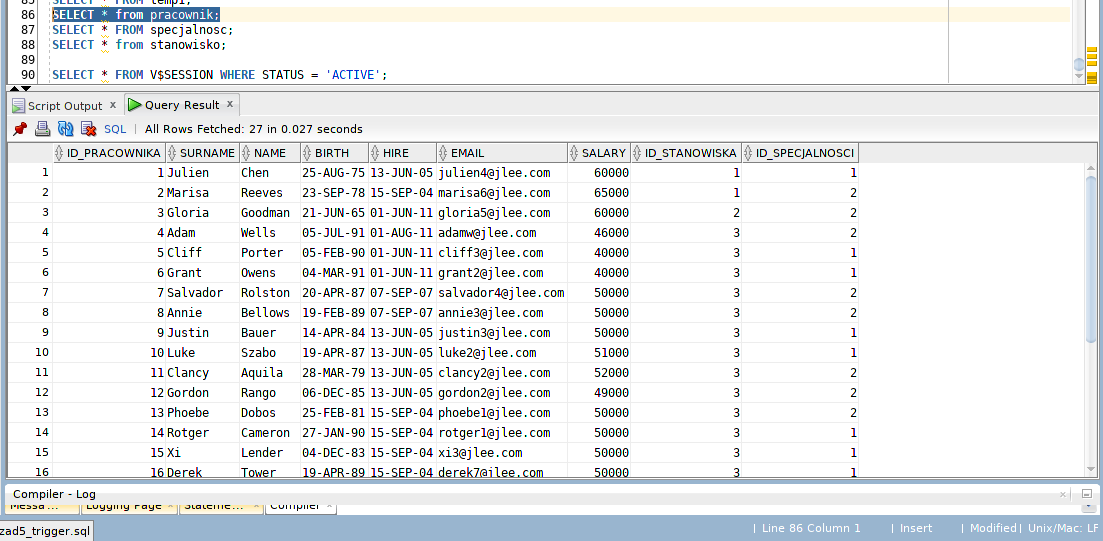 85 SELECT * FROM temp1;
86 SELECT * from pracownik;
87 SELECT * FROM specjalnosc;
88 SELECT * from stanowisko;
89
90 SELECT * FROM V$SESSION WHERE STATUS = 'ACTIVE';
Script Output x Query Result x
SQL | All Rows Fetched: 27 in 0.027 seconds
ID_PRACOWNIKA SURNAME NAME BIRTH HIRE EMAIL SALARY ID_STANOWISKA ID_SPECJALNOSCI
1 1 Julien Chen 25-AUG-75 13-JUN-05 julien4@jlee.com 60000 1 1
2 2 Marisa Reeves 23-SEP-78 15-SEP-04 marisa6@jlee.com 65000 1 2
3 3 Gloria Goodman 21-JUN-65 01-JUN-11 gloria5@jlee.com 60000 2 2
4 4 Adam Wells 05-JUL-91 01-AUG-11 adamw@jlee.com 46000 3 2
5 5 Cliff Porter 05-FEB-90 01-JUN-11 cliff3@jlee.com 40000 3 1
6 6 Grant Owens 04-MAR-91 01-JUN-11 grant2@jlee.com 40000 3 1
7 7 Salvador Rolston 20-APR-87 07-SEP-07 salvador4@jlee.com 50000 3 2
8 8 Annie Bellows 19-FEB-89 07-SEP-07 annie3@jlee.com 50000 3 2
9 9 Justin Bauer 14-APR-84 13-JUN-05 justin3@jlee.com 50000 3 1
10 10 Luke Szabo 19-APR-87 13-JUN-05 luke2@jlee.com 51000 3 1
11 11 Clancy Aquila 28-MAR-79 13-JUN-05 clancy2@jlee.com 52000 3 2
12 12 Gordon Rango 06-DEC-85 13-JUN-05 gordon2@jlee.com 49000 3 2
13 13 Phoebe Dobos 25-FEB-81 15-SEP-04 phoebe1@jlee.com 50000 3 2
14 14 Rotger Cameron 27-JAN-90 15-SEP-04 rotger1@jlee.com 50000 3 1
15 15 Xi Lender 04-DEC-83 15-SEP-04 xi3@jlee.com 50000 3 1
16 16 Derek Tower 19-APR-89 15-SEP-04 derek7@jlee.com 50000 3 1
Compiler - Log
Messa... x Logging Page x Stateme... x Compiler x
zad5_trigger.sql | Line 86 Column 1 | Insert | Modified | Unix/Mac: LF